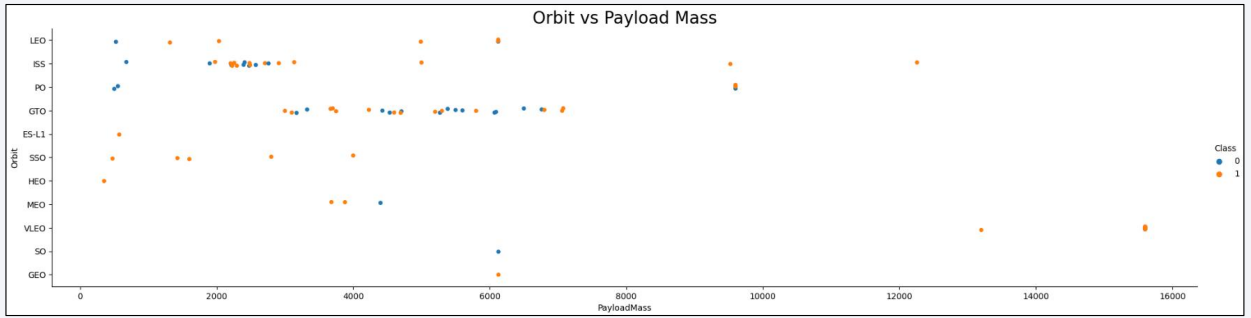 Orbit vs Payload Mass
LEO
ISS
PO
GTO
ES-L1
SSO
HEO
MEO
VLEO
SO
GEO
Orbit
0
2000
4000
6000
8000
10000
12000
14000
16000
PayloadMass
Class
0
1